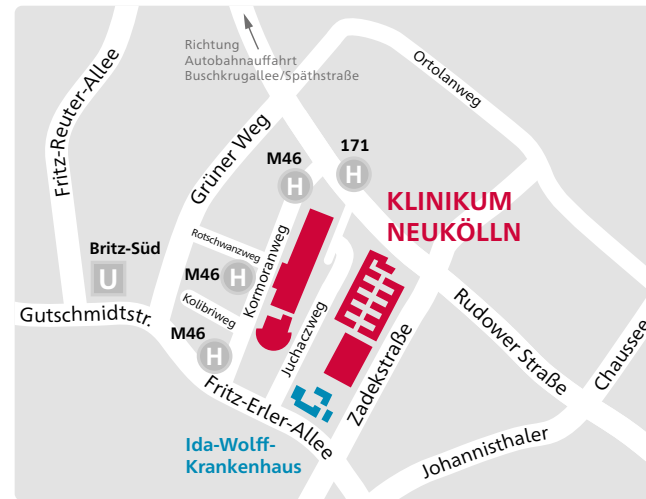 Richtung
Autobahnauffahrt
Buschkrugallee/Späthstraße
Ortolanweg
Fritz-Reuter-Allee
Grüner Weg
M46
H
171
H
KLINIKUM
NEUKÖLLN
Rotschwanzweg
Kormoranweg
Britz-Süd
U
M46
H
Kolibriweg
Juchaczweg
Gutschmidtstr.
M46
H
Rudower Straße
Zadekstraße
Chaussee
Fritz-Erler-Allee
Johannisthaler
Ida-Wolff-
Krankenhaus